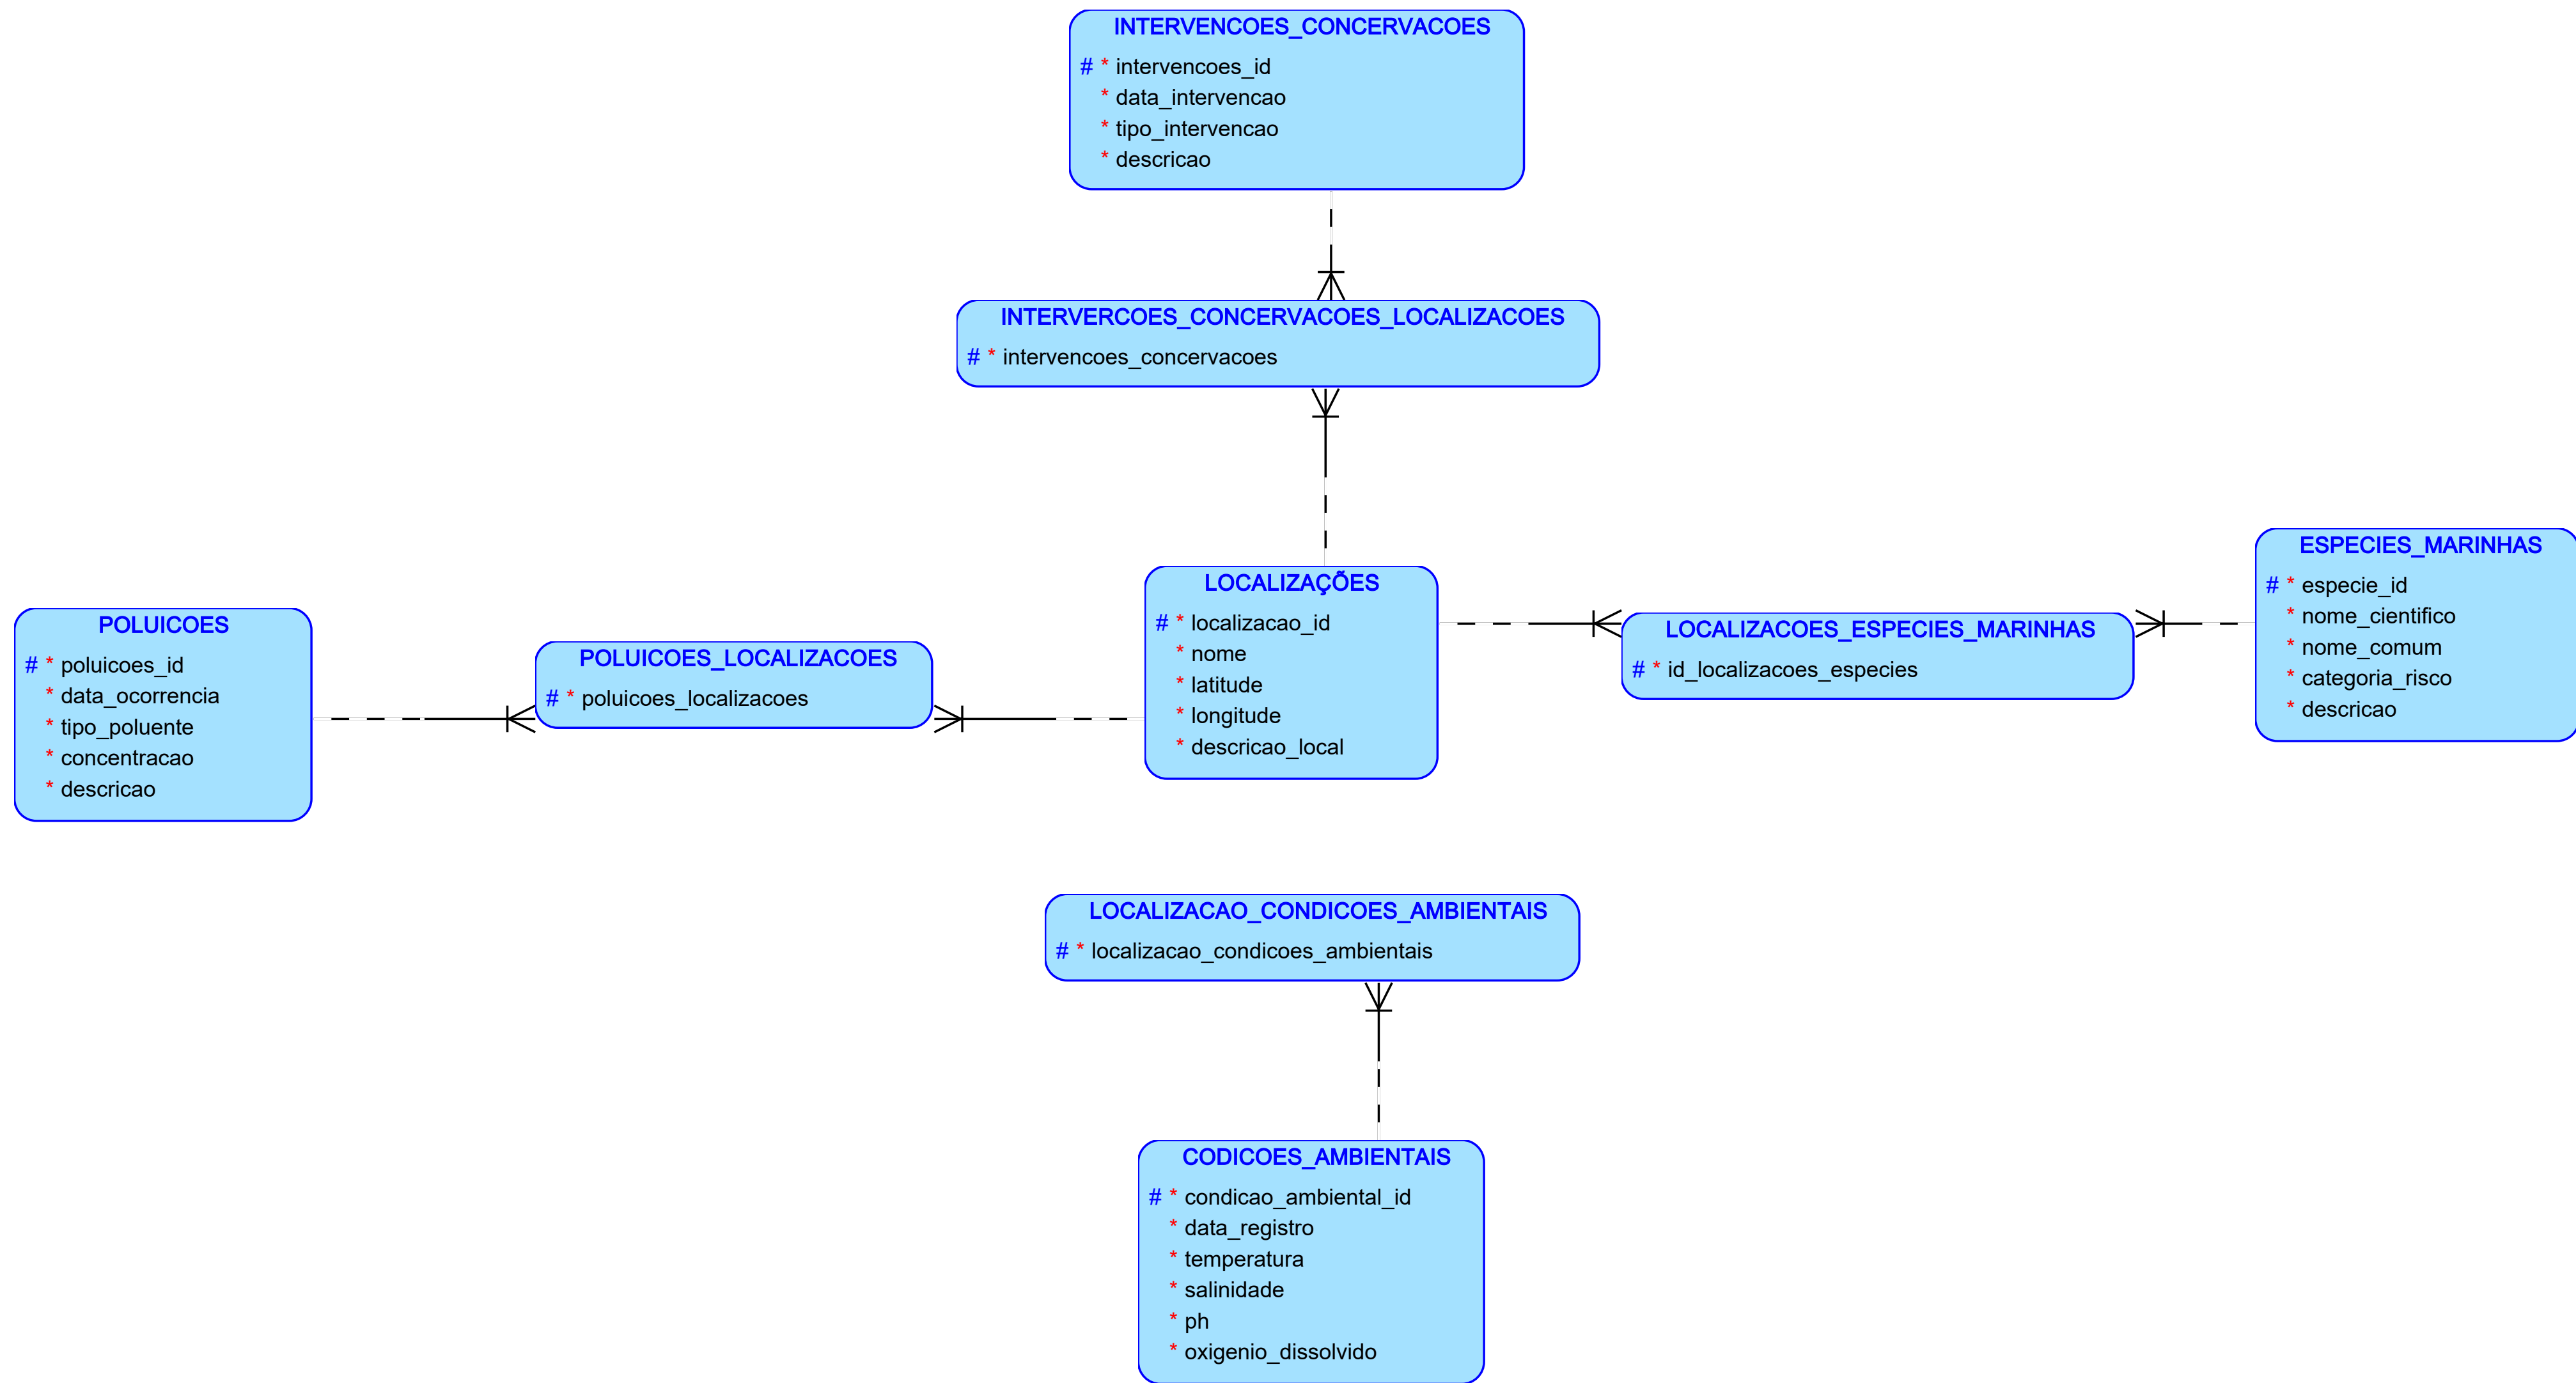 INTERVENCOES_CONCERVACOES
# * intervencoes_id
* data_intervencao
* tipo_intervencao
* descricao
INTERVERCOES_CONCERVACOES_LOCALIZACOES
# * intervencoes_concervacoes
POLUICOES
# * poluicoes_id
* data_ocorrencia
* tipo_poluente
* concentracao
* descricao
POLUICOES_LOCALIZACOES
# * poluicoes_localizacoes
LOCALIZAÇÕES
# * localizacao_id
* nome
* latitude
* longitude
* descricao_local
LOCALIZACOES_ESPECIES_MARINHAS
# * id_localizacoes_especies
ESPECIES_MARINHAS
# * especie_id
* nome_cientifico
* nome_comum
* categoria_risco
* descricao
LOCALIZACAO_CONDICOES_AMBIENTAIS
# * localizacao_condicoes_ambientais
CODICOES_AMBIENTAIS
# * condicao_ambiental_id
* data_registro
* temperatura
* salinidade
* ph
* oxigenio_dissolvido